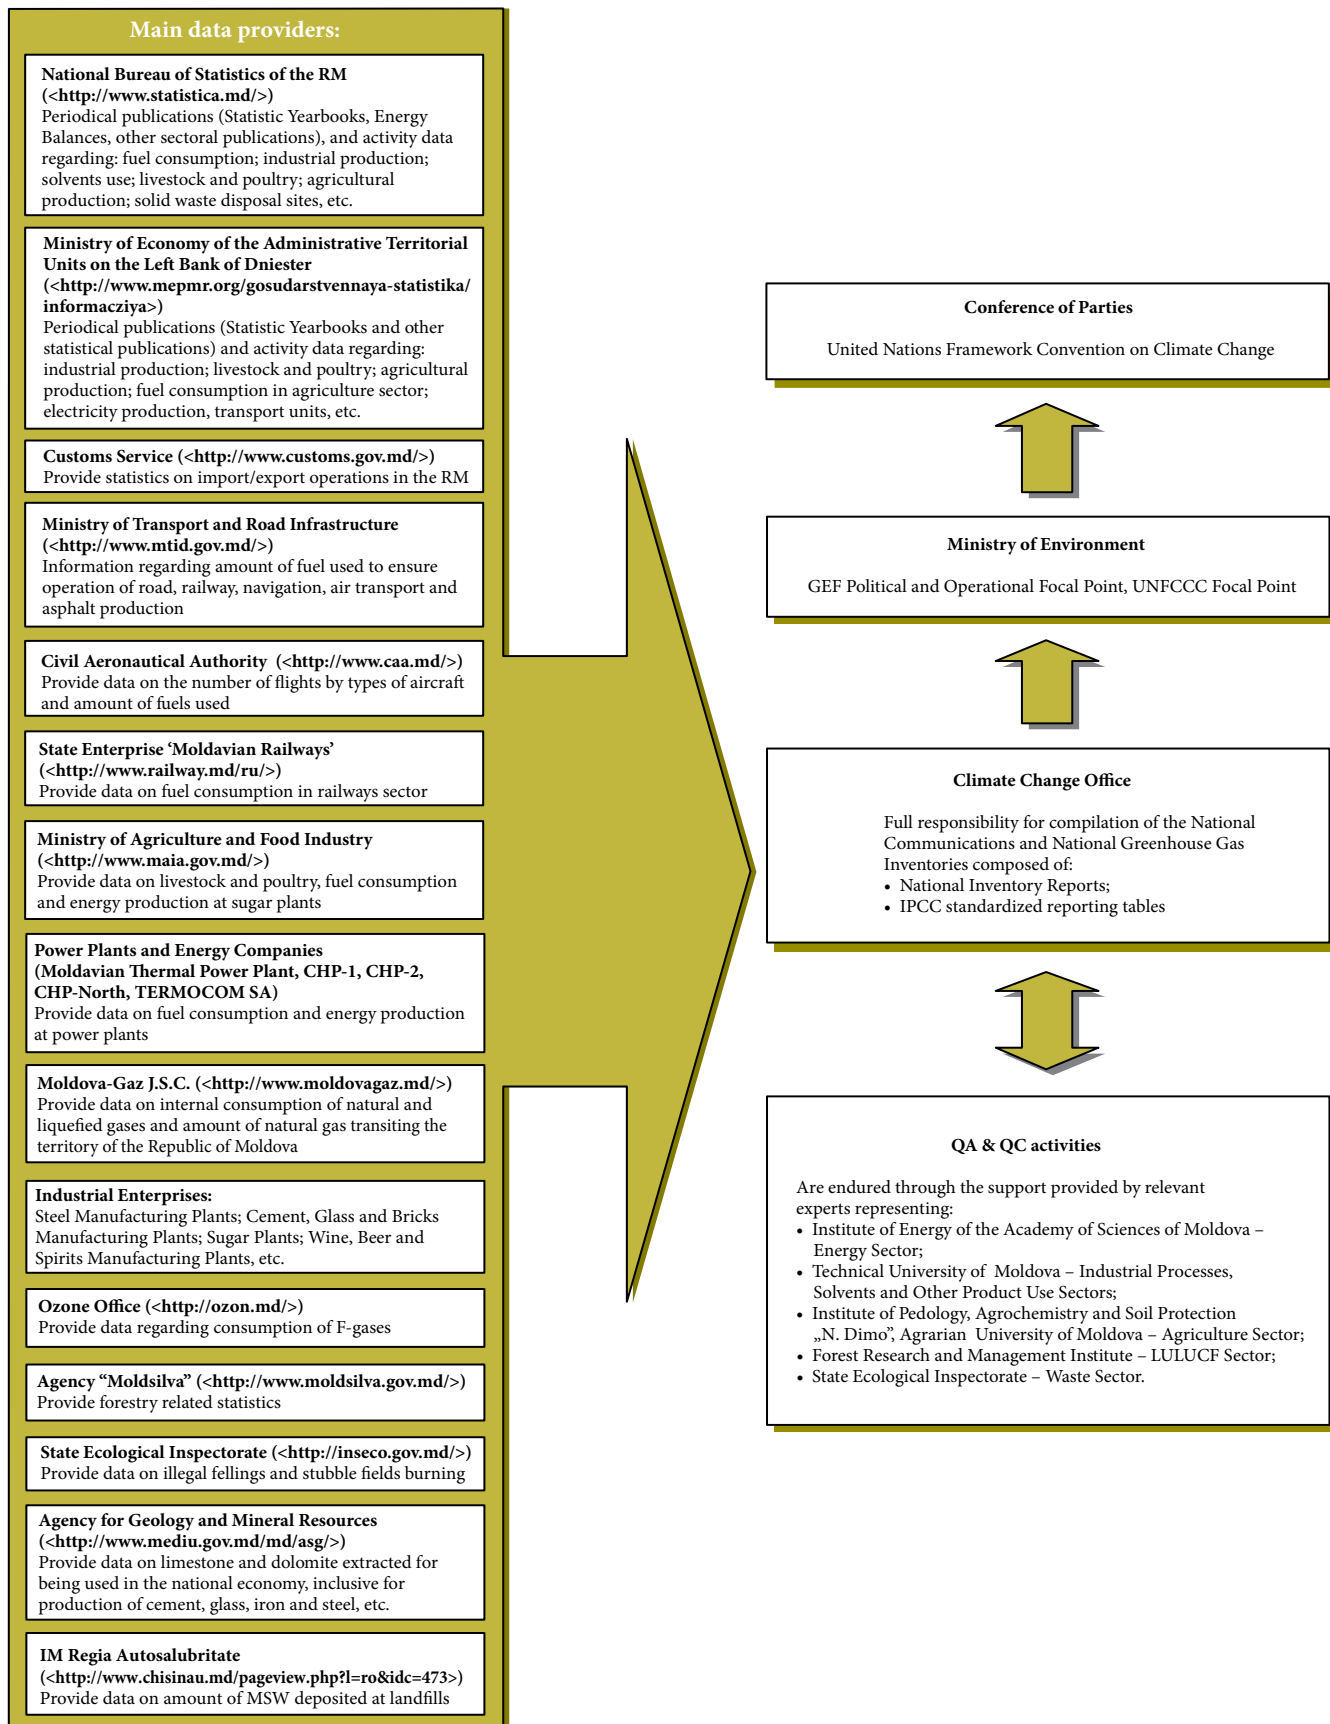 Main data providers:
National Bureau of Statistics of the RM
(<http://www.statistica.md/>)
Periodical publications (Statistic Yearbooks, Energy
Balances, other sectoral publications), and activity data
regarding: fuel consumption; industrial production;
solvents use; livestock and poultry; agricultural
production; solid waste disposal sites, etc.
Ministry of Economy of the Administrative Territorial
Units on the Left Bank of Dniester
(<http://www.mepmr.org/gosudarstvennaya-statistika/
informacziya>)
Periodical publications (Statistic Yearbooks and other
statistical publications) and activity data regarding:
industrial production; livestock and poultry; agricultural
production; fuel consumption in agriculture sector;
electricity production, transport units, etc.
Customs Service (<http://www.customs.gov.md/>)
Provide statistics on import/export operations in the RM
Ministry of Transport and Road Infrastructure
(<http://www.mtid.gov.md/>)
Information regarding amount of fuel used to ensure
operation of road, railway, navigation, air transport and
asphalt production
Civil Aeronautical Authority (<http://www.caa.md/>)
Provide data on the number of flights by types of aircraft
and amount of fuels used
State Enterprise ‘Moldavian Railways’
(<http://www.railway.md/ru/>)
Provide data on fuel consumption in railways sector
Ministry of Agriculture and Food Industry
(<http://www.maia.gov.md/>)
Provide data on livestock and poultry, fuel consumption
and energy production at sugar plants
Power Plants and Energy Companies
(Moldavian Thermal Power Plant, CHP-1, CHP-2,
CHP-North, TERMOCOM SA)
Provide data on fuel consumption and energy production
at power plants
Moldova-Gaz J.S.C. (<http://www.moldovagaz.md/>)
Provide data on internal consumption of natural and
liquefied gases and amount of natural gas transiting the
territory of the Republic of Moldova
Industrial Enterprises:
Steel Manufacturing Plants; Cement, Glass and Bricks
Manufacturing Plants; Sugar Plants; Wine, Beer and
Spirits Manufacturing Plants, etc.
Ozone Office (<http://ozon.md/>)
Provide data regarding consumption of F-gases
Agency “Moldsilva” (<http://www.moldsilva.gov.md/>)
Provide forestry related statistics
State Ecological Inspectorate (<http://inseco.gov.md/>)
Provide data on illegal fellings and stubble fields burning
Agency for Geology and Mineral Resources
(<http://www.mediu.gov.md/md/asg/>)
Provide data on limestone and dolomite extracted for
being used in the national economy, inclusive for
production of cement, glass, iron and steel, etc.
IM Regia Autosalubritate
(<http://www.chisinau.md/pageview.php?l=ro&idc=473>)
Provide data on amount of MSW deposited at landfills
Conference of Parties
United Nations Framework Convention on Climate Change
Ministry of Environment
GEF Political and Operational Focal Point, UNFCCC Focal Point
Climate Change Office
Full responsibility for compilation of the National
Communications and National Greenhouse Gas
Inventories composed of:
• National Inventory Reports;
• IPCC standardized reporting tables
QA & QC activities
Are endured through the support provided by relevant
experts representing:
• Institute of Energy of the Academy of Sciences of Moldova –
Energy Sector;
• Technical University of Moldova – Industrial Processes,
Solvents and Other Product Use Sectors;
• Institute of Pedology, Agrochemistry and Soil Protection
„N. Dimo”, Agrarian University of Moldova – Agriculture Sector;
• Forest Research and Management Institute – LULUCF Sector;
• State Ecological Inspectorate – Waste Sector.